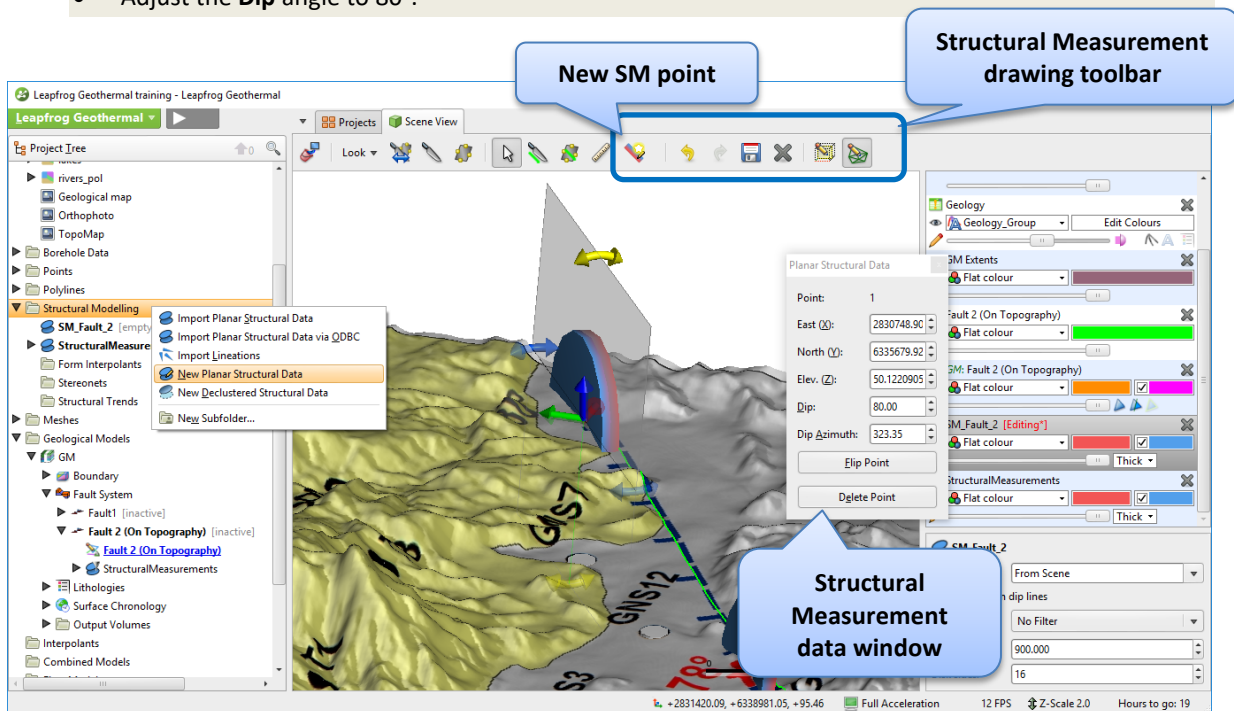 • Adjust the Dip angle to 80°.
Structural Measurement
drawing toolbar
New SM point
Leapfrog Geothermal training - Leapfrog Geothermal
Leapfrog Geothermal
Projects
Scene View
Project Tree
0
Look
rivers_pol
Geological map
Orthophoto
TopoMap
Borehole Data
Points
Polylines
Structural Modelling
SM_Fault_2 [empty
StructuralMeasure
Form Interpolants
Stereonets
Structural Trends
Meshes
Geological Models
GM
Boundary
Fault System
Fault1 [inactive]
Fault 2 (On Topography) [inactive]
Fault 2 (On Topography)
StructuralMeasurements
Lithologies
Surface Chronology
Output Volumes
Interpolants
Combined Models
Import Planar Structural Data
Import Planar Structural Data via ODBC
Import Lineations
New Planar Structural Data
New Declustered Structural Data
New Subfolder...
GNS7
GNS12
GNS3
78°
0
Planar Structural Data
Point: 1
East (X): 2830748.90
North (Y): 6335679.92
Elev. (Z): 50.1220905
Dip: 80.00
Dip Azimuth: 323.35
Flip Point
Delete Point
Structural
Measurement
data window
Geology
Geology_Group
Edit Colours
GM Extents
Flat colour
Fault 2 (On Topography)
Flat colour
GM: Fault 2 (On Topography)
Flat colour
SM_Fault_2 [Editing*]
Flat colour
Thick
StructuralMeasurements
Flat colour
Thick
SM_Fault_2
From Scene
dip lines
No Filter
900.000
16
+2831420.09, +6338981.05, +95.46
Full Acceleration
12 FPS
Z-Scale 2.0
Hours to go: 19